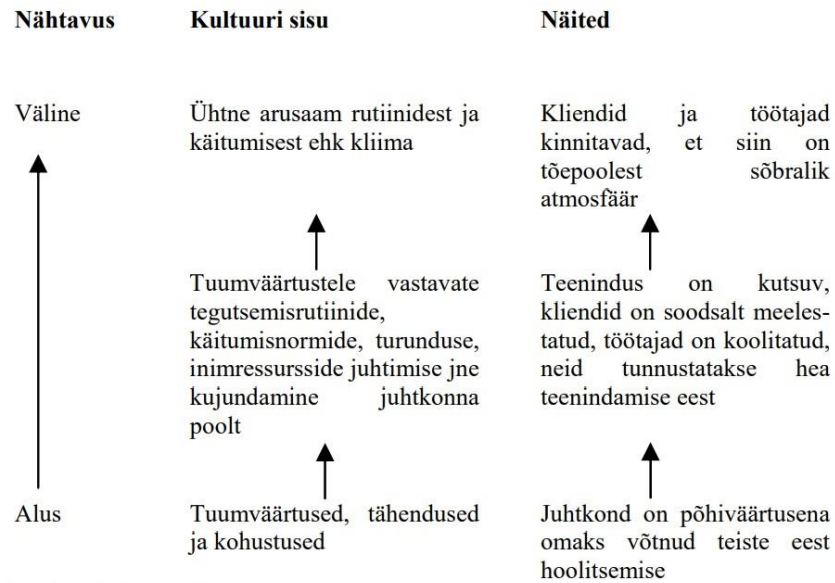 Nähtavus Kultuuri sisu Näited
Väline
Ühtne arusaam rutiinidest ja
käitumisest ehk kliima
Kliendid ja töötajad
kinnitavad, et siin on
tõepoolest sõbralik
atmosfäär
Tuumväärtustele vastavate
tegutsemisrutiinide,
käitumisnormide, turunduse,
inimressursside juhtimise jne
kujundamine juhtkonna
poolt
Teenindus on kutsuv,
kliendid on soodsalt meeles-
tatud, töötajad on koolitatud,
neid tunnustatakse hea
teenindamise eest
Alus
Tuumväärtused, tähendused
ja kohustused
Juhtkond on põhiväärtusena
omaks võtnud teiste eest
hoolitsemise